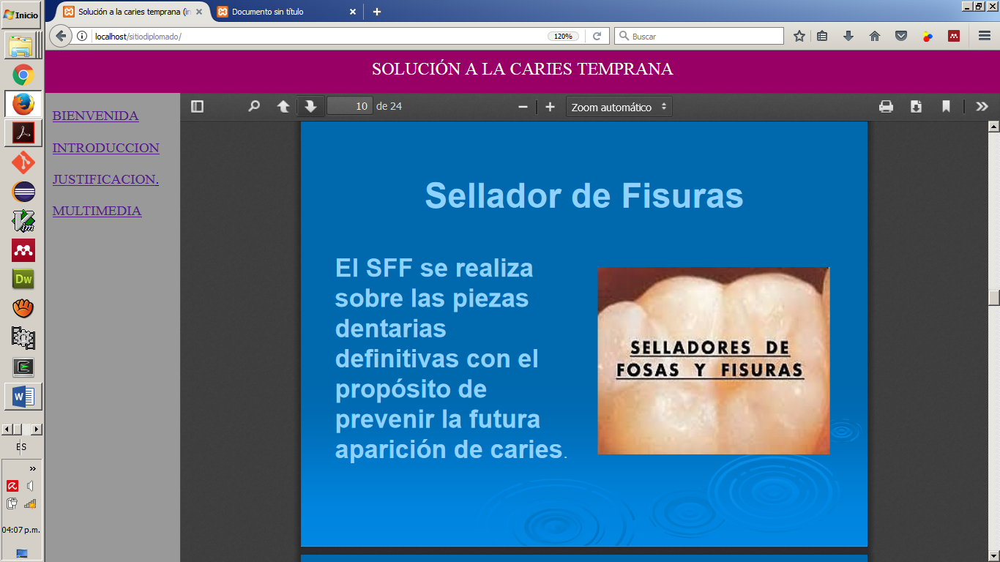 Inicio
Solución a la caries temprana (in
Documento sin título
localhost/sitiodiplomado/
120%
Buscar
SOLUCIÓN A LA CARIES TEMPRANA
BIENVENIDA
INTRODUCCION
JUSTIFICACION.
MULTIMEDIA
10 de 24
Zoom automático
Sellador de Fisuras
El SFF se realiza
sobre las piezas
dentarias
definitivas con el
propósito de
prevenir la futura
aparición de caries.
SELLADORES DE
FOSAS Y FISURAS
Dw
ES
04:07 p.m.